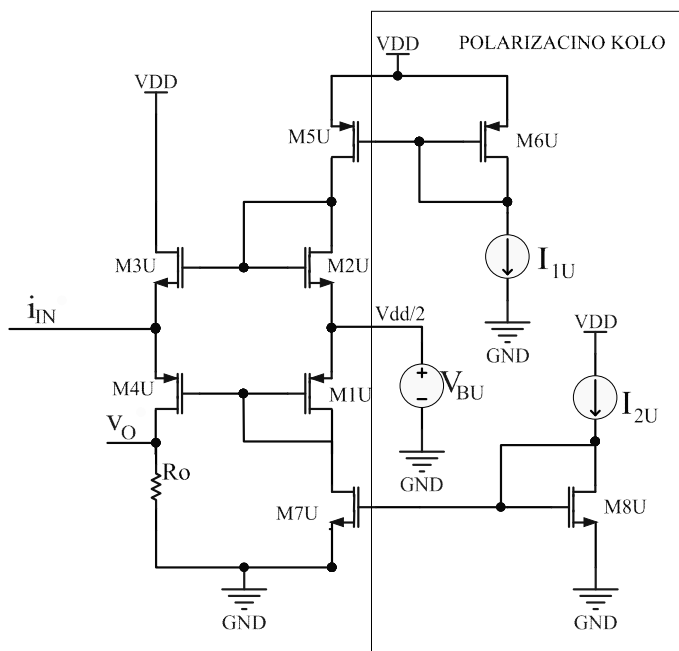 POLARIZACINO KOLO
VDD
VDD
M5U
M6U
M3U
M2U
I1U
iIN
Vdd/2
GND
VDD
M4U
M1U
VBU
I2U
VO
Ro
GND
M7U
M8U
GND
GND